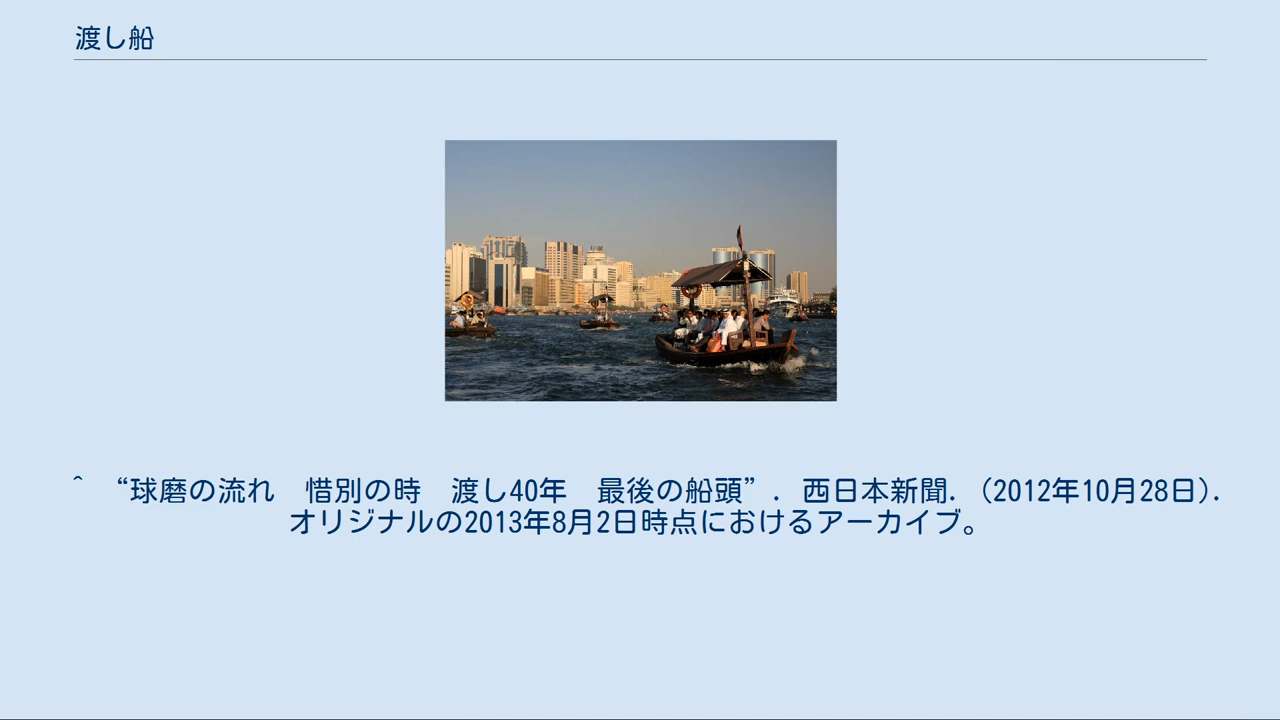 渡し船
^ “球磨の流れ 惜別の時 渡し40年 最後の船頭”. 西日本新聞. (2012年10月28日).
オリジナルの2013年8月2日時点におけるアーカイブ。